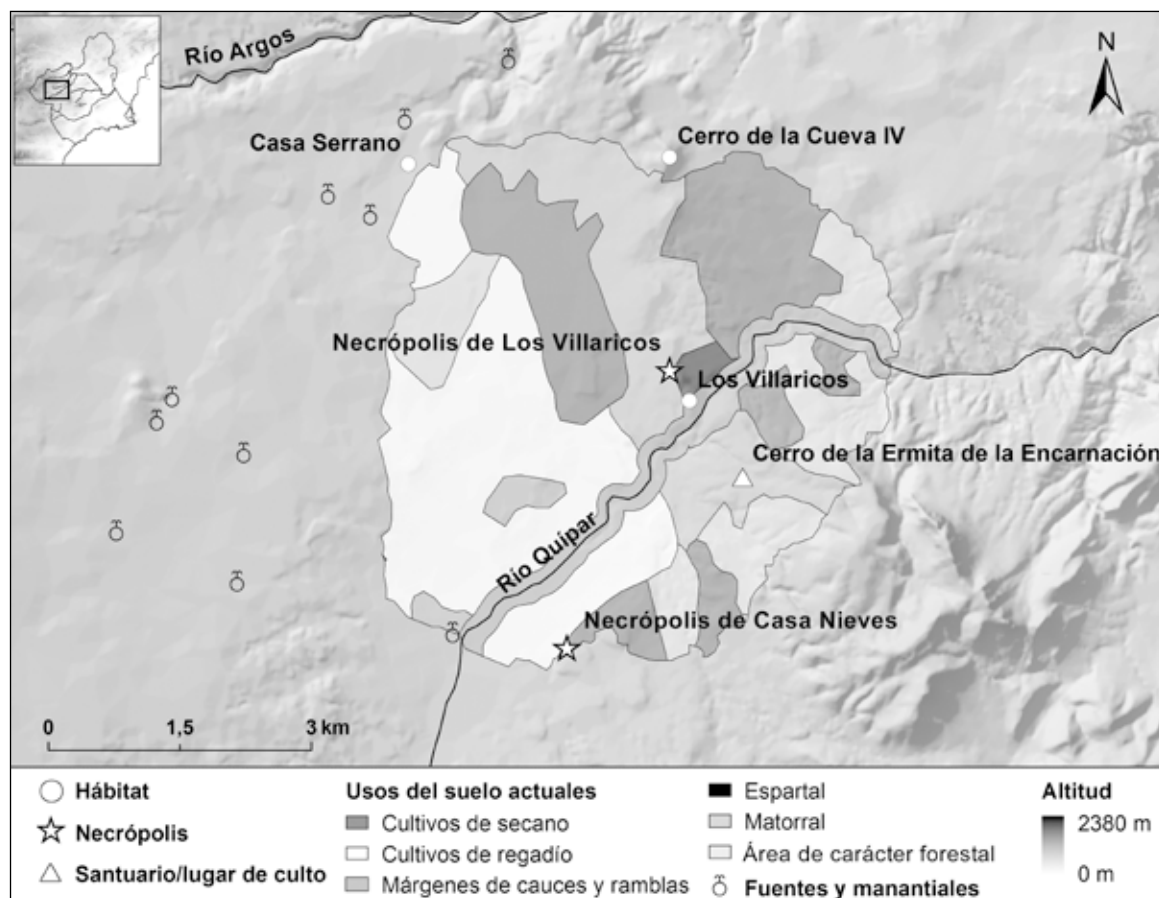 Río Argos
N
Casa Serrano
Cerro de la Cueva IV
Necrópolis de Los Villaricos
Los Villaricos
Cerro de la Ermita de la Encarnación
Río Quípar
Necrópolis de Casa Nieves
0 1,5 3 km
Hábitat
Necrópolis
Santuario/lugar de culto
Usos del suelo actuales
Cultivos de secano
Cultivos de regadío
Márgenes de cauces y ramblas
Espartal
Matorral
Área de carácter forestal
Fuentes y manantiales
Altitud
2380 m
0 m